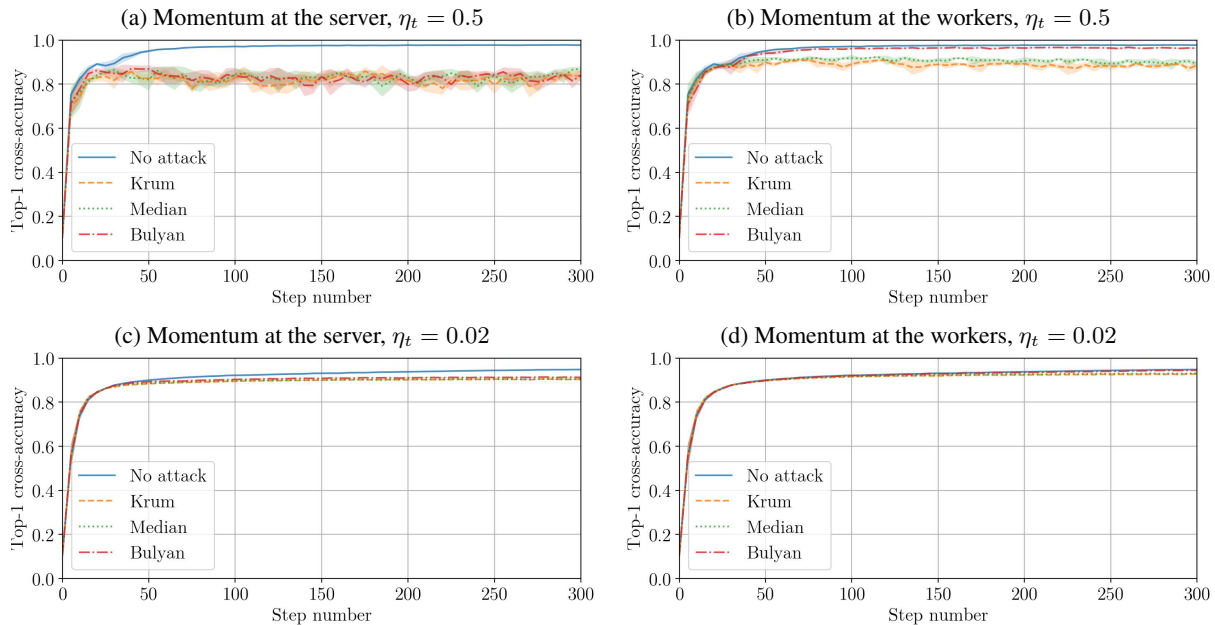 (a) Momentum at the server, ηt = 0.5
1.0
0.8
0.6
0.4
0.2
0.0
Top-1 cross-accuracy
No attack
Krum
Median
Bulyan
0 50 100 150 200 250 300
Step number
(b) Momentum at the workers, ηt = 0.5
1.0
0.8
0.6
0.4
0.2
0.0
Top-1 cross-accuracy
No attack
Krum
Median
Bulyan
0 50 100 150 200 250 300
Step number
(c) Momentum at the server, ηt = 0.02
1.0
0.8
0.6
0.4
0.2
0.0
Top-1 cross-accuracy
No attack
Krum
Median
Bulyan
0 50 100 150 200 250 300
Step number
(d) Momentum at the workers, ηt = 0.02
1.0
0.8
0.6
0.4
0.2
0.0
Top-1 cross-accuracy
No attack
Krum
Median
Bulyan
0 50 100 150 200 250 300
Step number